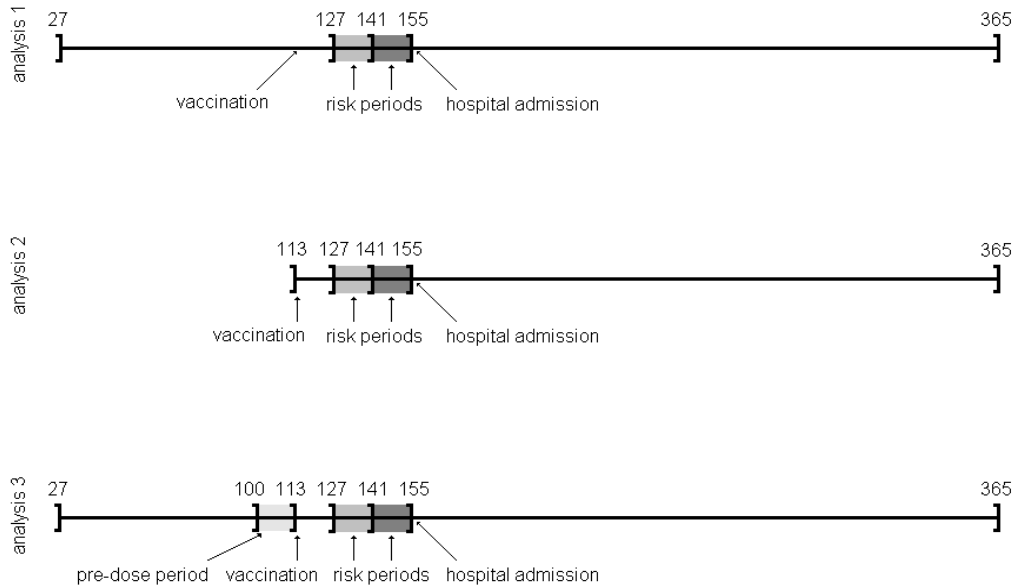 analysis 1
27 127 141 155 365
vaccination risk periods hospital admission
analysis 2
113 127 141 155 365
vaccination risk periods hospital admission
analysis 3
27 100 113 127 141 155 365
pre-dose period vaccination risk periods hospital admission